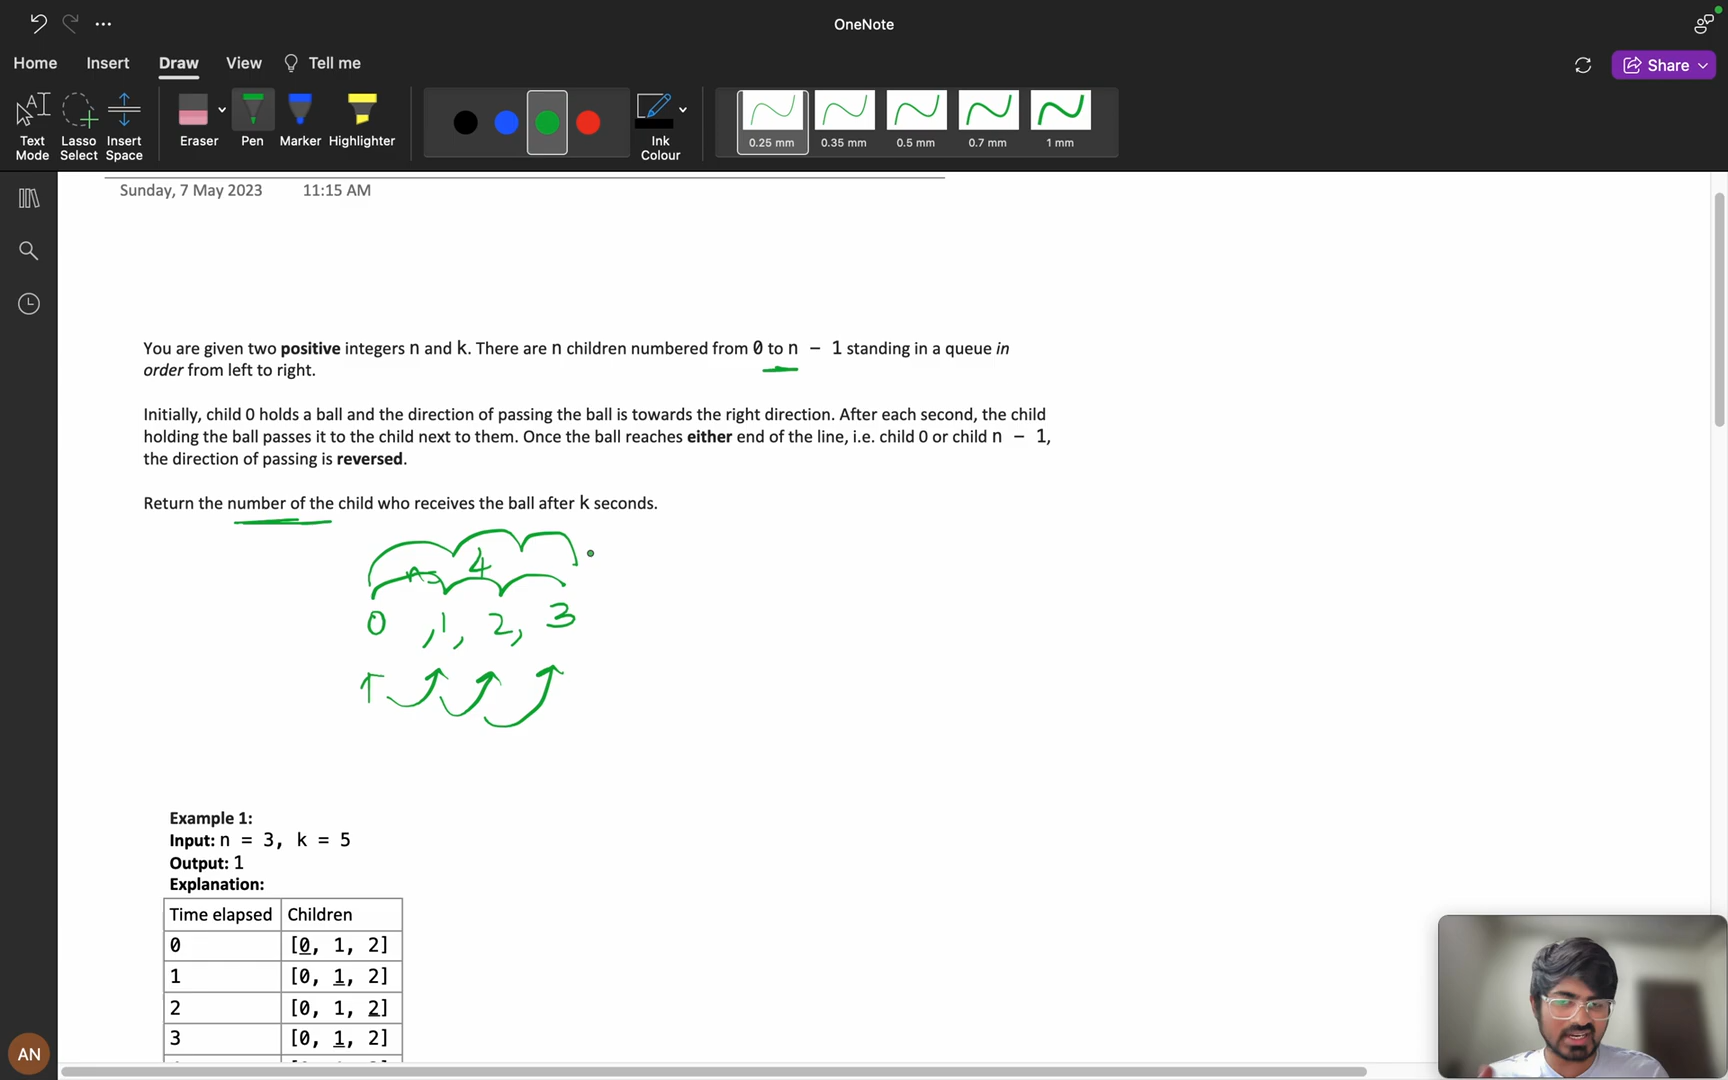 OneNote
Home Insert Draw View Tell me
Share
Text Mode
Lasso Select
Insert Space
Eraser
Pen
Marker
Highlighter
Ink Colour
0.25 mm
0.35 mm
0.5 mm
0.7 mm
1 mm
Sunday, 7 May 2023 11:15 AM
You are given two positive integers n and k. There are n children numbered from 0 to n - 1 standing in a queue in
order from left to right.
Initially, child 0 holds a ball and the direction of passing the ball is towards the right direction. After each second, the child
holding the ball passes it to the child next to them. Once the ball reaches either end of the line, i.e. child 0 or child n - 1,
the direction of passing is reversed.
Return the number of the child who receives the ball after k seconds.
4
0 , 1, 2, 3
Example 1:
Input: n = 3, k = 5
Output: 1
Explanation:
Time elapsed Children
0 [0, 1, 2]
1 [0, 1, 2]
2 [0, 1, 2]
3 [0, 1, 2]
AN